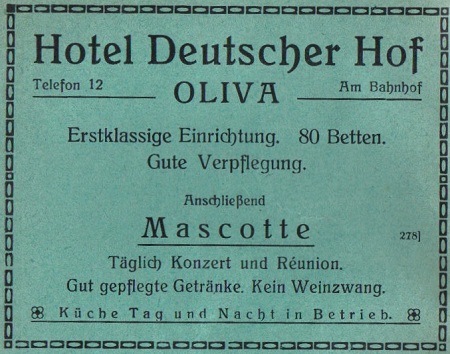 Hotel Deutscher Hof
Telefon 12 OLIVA Am Bahnhof
Erstklassige Einrichtung. 80 Betten.
Gute Verpflegung.
Anschließend
Mascotte
278]
Täglich Konzert und Réunion.
Gut gepflegte Getränke. Kein Weinzwang.
Küche Tag und Nacht in Betrieb.